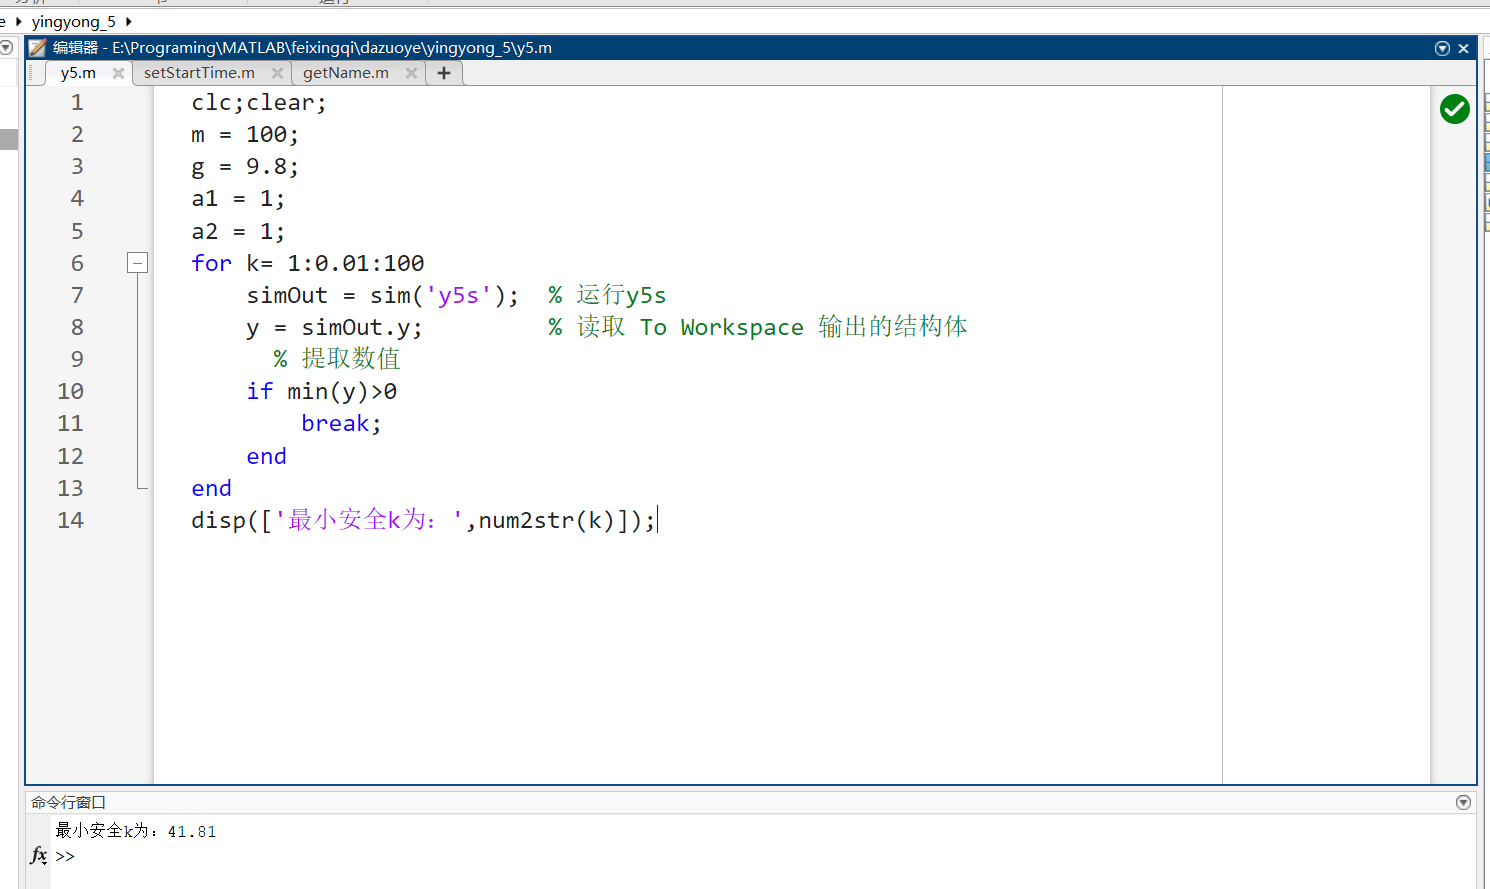 yingyong_5
编辑器 - E:\Programing\MATLAB\feixingqi\dazuoye\yingyong_5\y5.m
y5.m setStartTime.m getName.m
1 clc;clear;
2 m = 100;
3 g = 9.8;
4 a1 = 1;
5 a2 = 1;
6 for k= 1:0.01:100
7 simOut = sim('y5s'); % 运行y5s
8 y = simOut.y; % 读取 To Workspace 输出的结构体
9 % 提取数值
10 if min(y)>0
11 break;
12 end
13 end
14 disp(['最小安全k为: ',num2str(k)]);
命令行窗口
最小安全k为: 41.81
fx >>